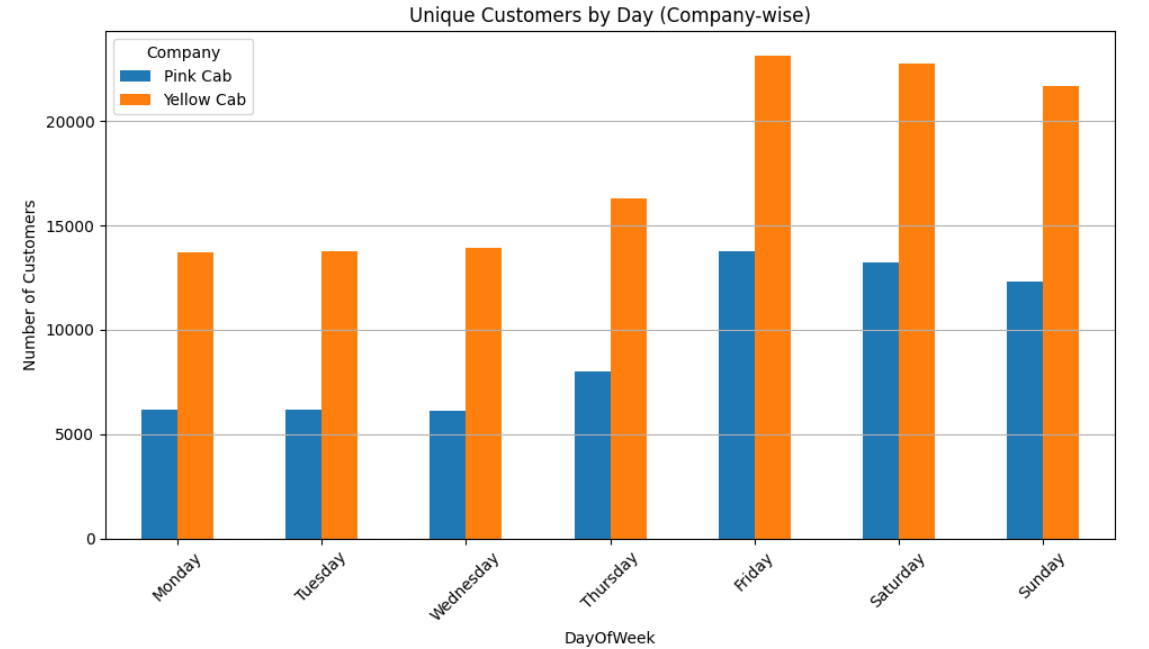 Unique Customers by Day (Company-wise)
Company
Pink Cab
Yellow Cab
Number of Customers
20000
15000
10000
5000
0
Monday
Tuesday
Wednesday
Thursday
Friday
Saturday
Sunday
DayOfWeek